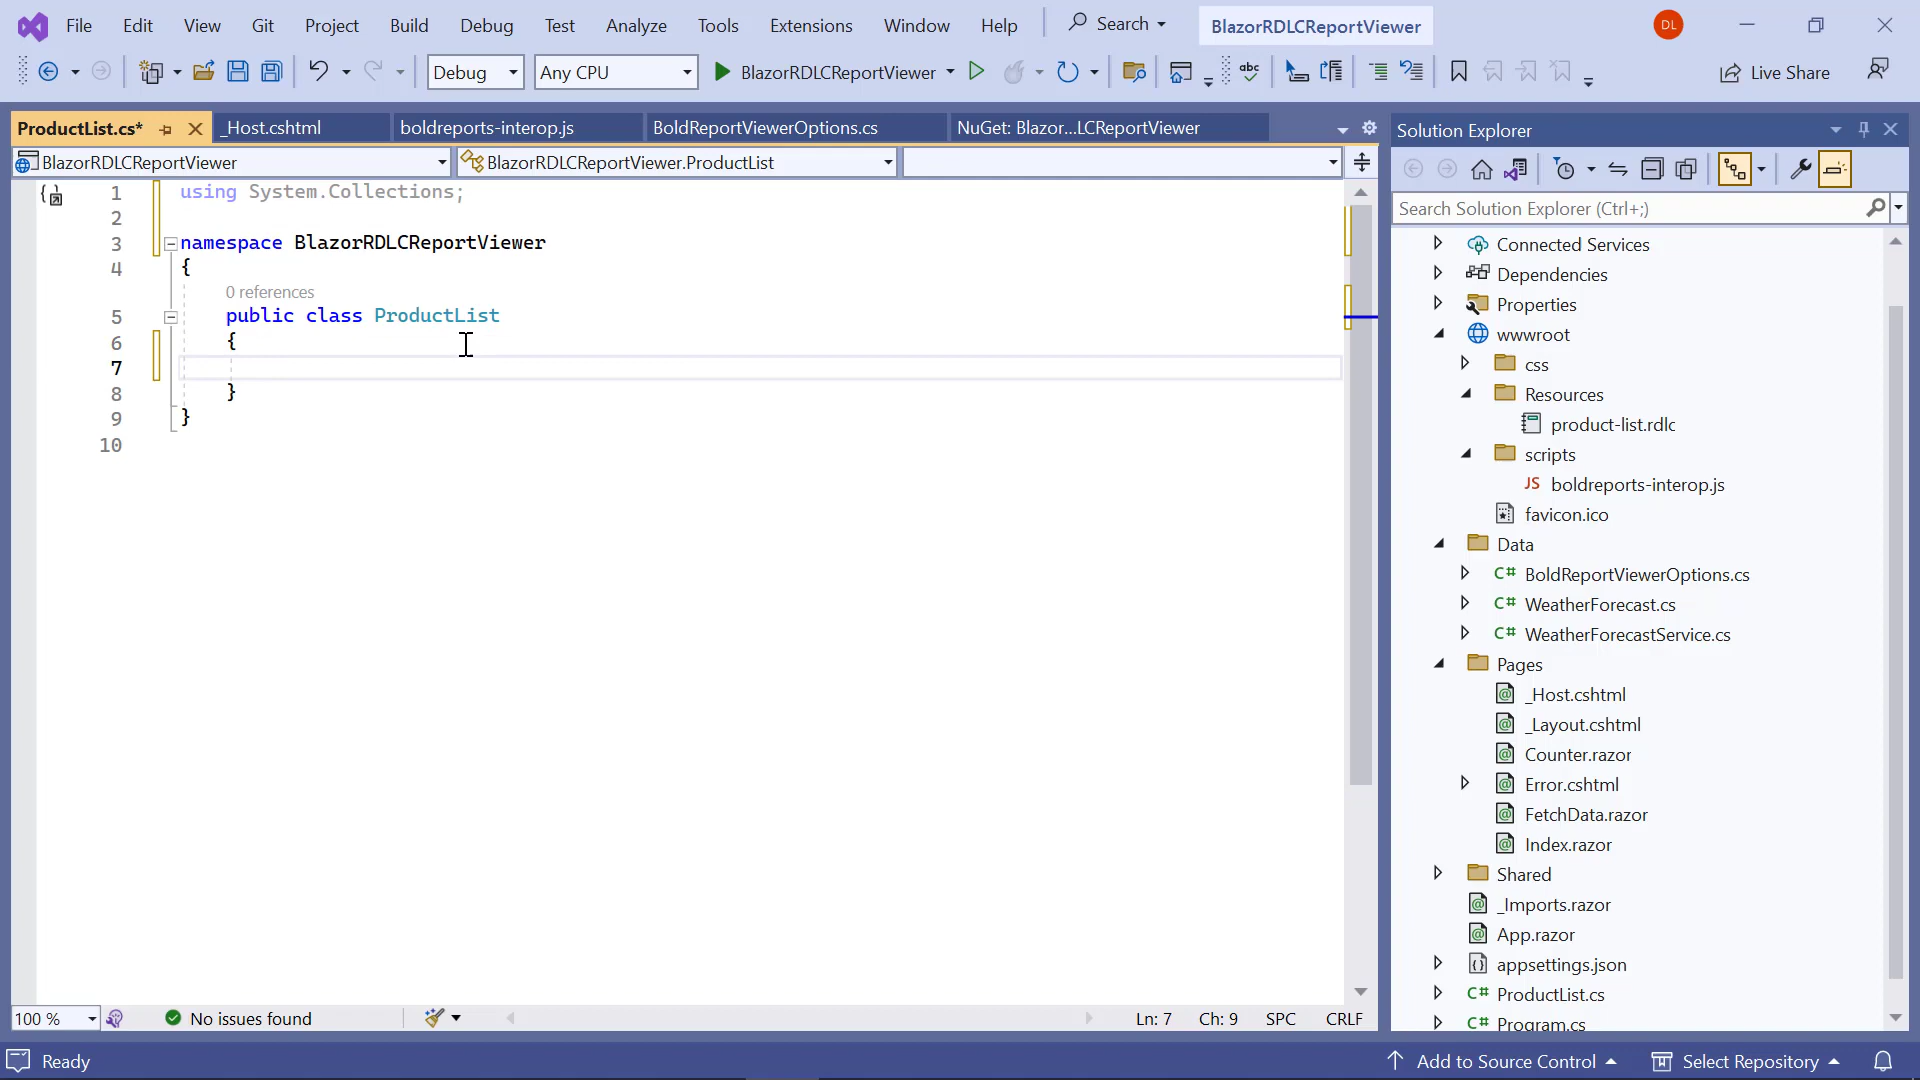 File Edit View Git Project Build Debug Test Analyze Tools Extensions Window Help Search BlazorRDLCReportViewer DL
Debug Any CPU BlazorRDLCReportViewer abc Live Share
ProductList.cs* _Host.cshtml boldreports-interop.js BoldReportViewerOptions.cs NuGet: Blazor...LCReportViewer
BlazorRDLCReportViewer BlazorRDLCReportViewer.ProductList
1 using System.Collections;
2
3 namespace BlazorRDLCReportViewer
4 {
0 references
5 public class ProductList
6 {
7
8 }
9 }
10
100 % No issues found Ln: 7 Ch: 9 SPC CRLF
Solution Explorer
Search Solution Explorer (Ctrl+;)
Connected Services
Dependencies
Properties
wwwroot
css
Resources
product-list.rdlc
scripts
JS boldreports-interop.js
favicon.ico
Data
C# BoldReportViewerOptions.cs
C# WeatherForecast.cs
C# WeatherForecastService.cs
Pages
_Host.cshtml
_Layout.cshtml
Counter.razor
Error.cshtml
FetchData.razor
Index.razor
Shared
_Imports.razor
App.razor
appsettings.json
C# ProductList.cs
C# Program.cs
Ready Add to Source Control Select Repository